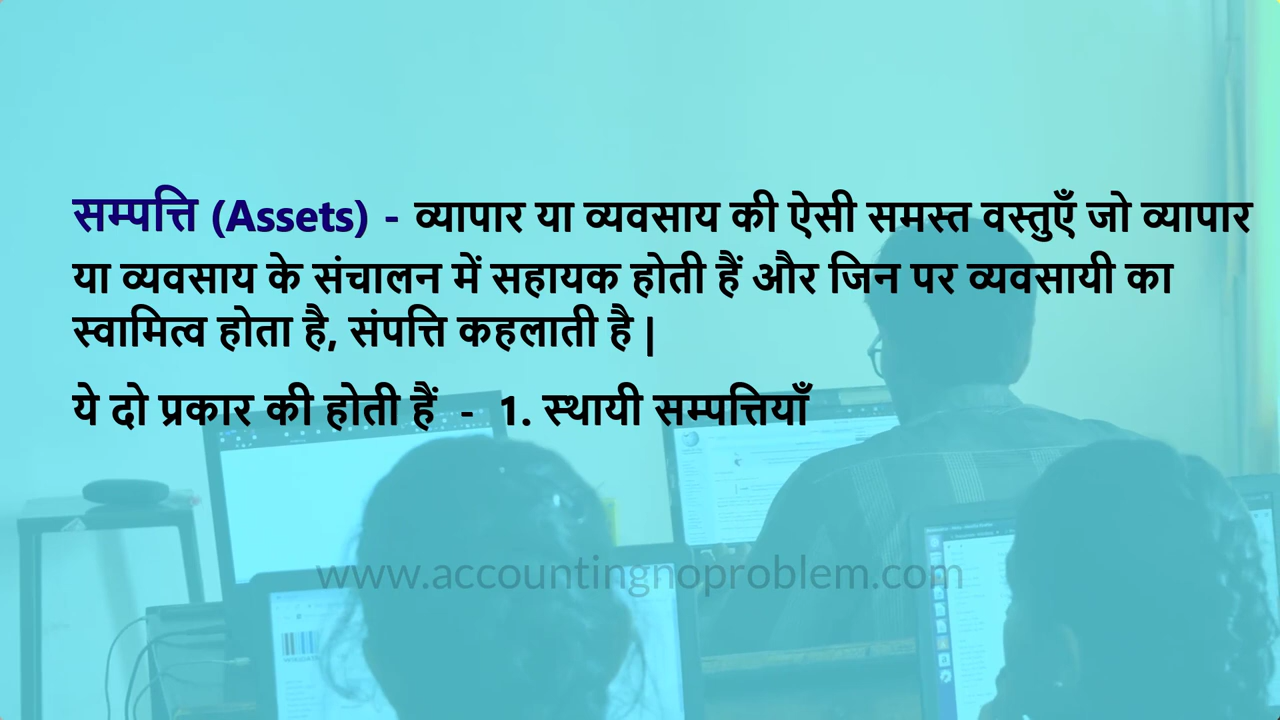 सम्पत्ति (Assets) - व्यापार या व्यवसाय की ऐसी समस्त वस्तुएँ जो व्यापार
या व्यवसाय के संचालन में सहायक होती हैं और जिन पर व्यवसायी का
स्वामित्व होता है, संपत्ति कहलाती है |
ये दो प्रकार की होती हैं - 1. स्थायी सम्पत्तियाँ
www.accountingnoproblem.com